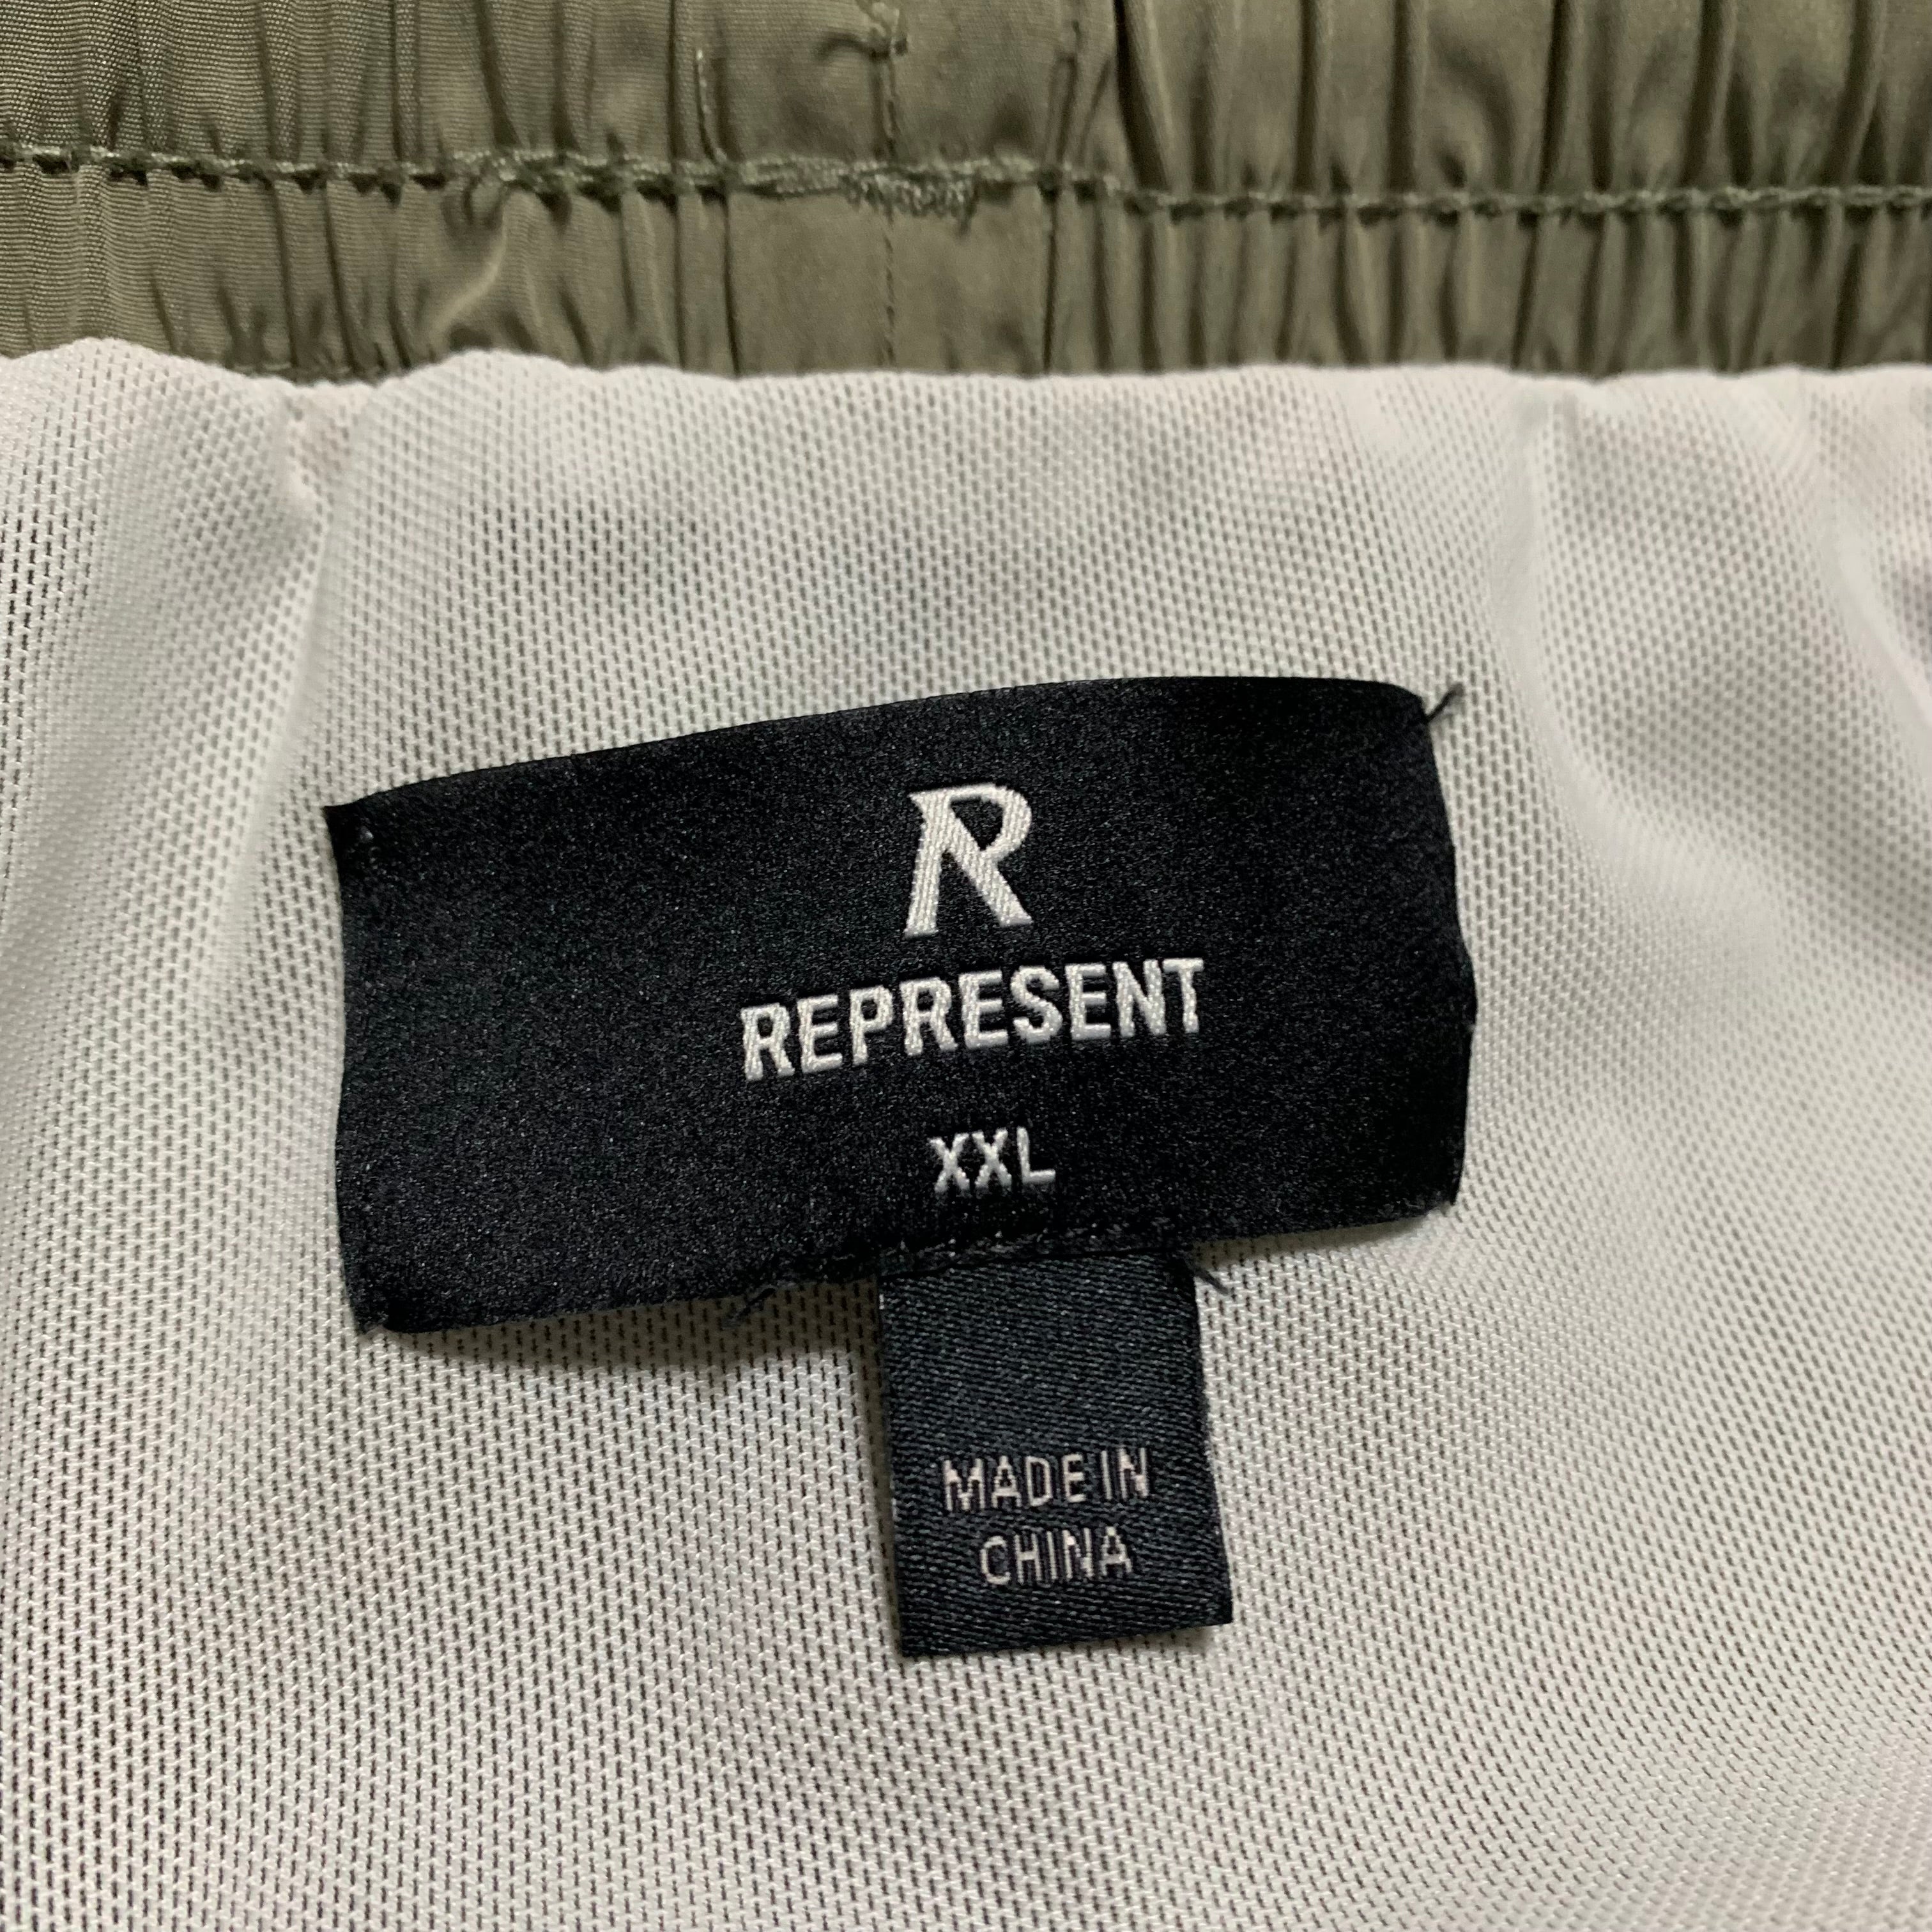 R
REPRESENT
XXL
MADE IN
CHINA